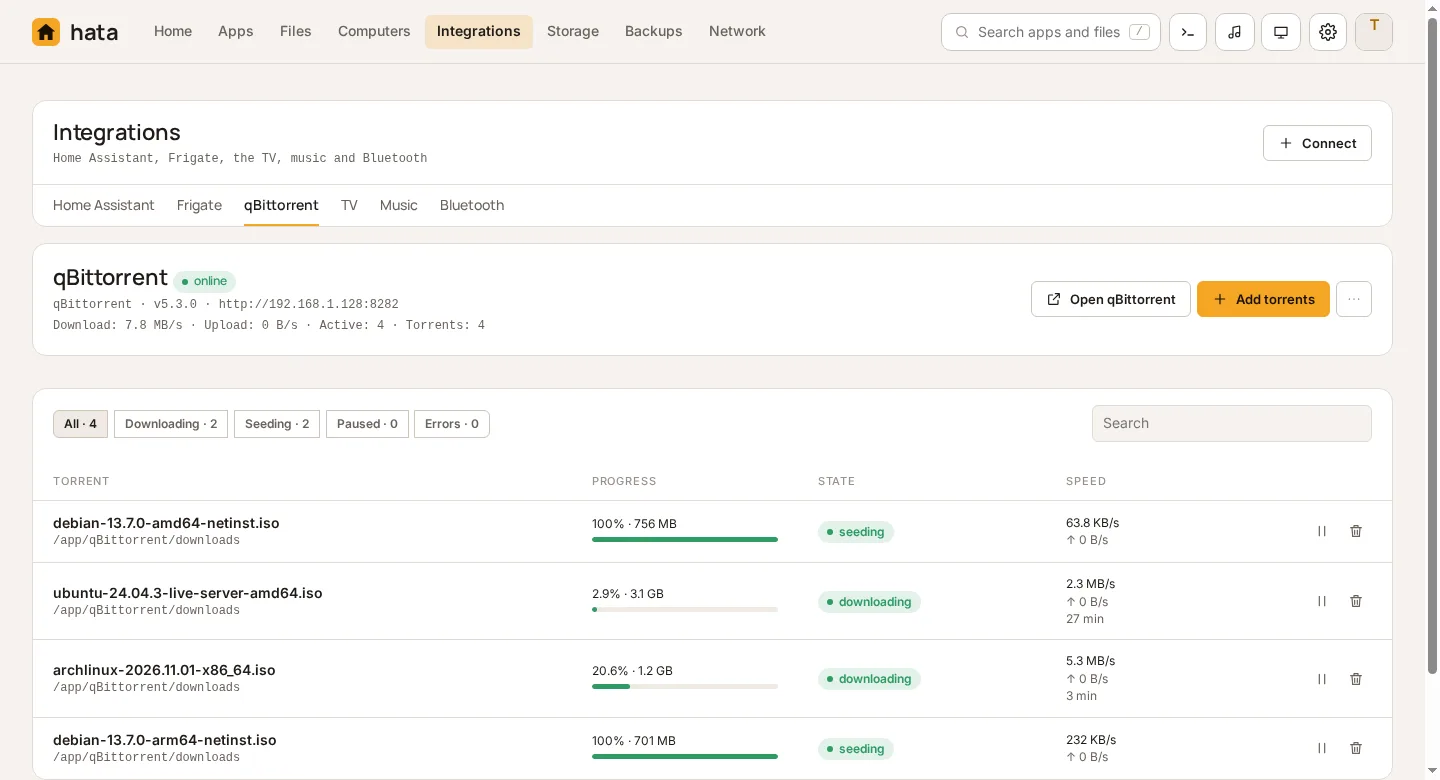 hata
Home Apps Files Computers Integrations Storage Backups Network
Search apps and files /
T
Integrations
Home Assistant, Frigate, the TV, music and Bluetooth
Connect
Home Assistant Frigate qBittorrent TV Music Bluetooth
qBittorrent online
qBittorrent · v5.3.0 · http://192.168.1.128:8282
Download: 7.8 MB/s · Upload: 0 B/s · Active: 4 · Torrents: 4
Open qBittorrent
Add torrents
All · 4 Downloading · 2 Seeding · 2 Paused · 0 Errors · 0
Search
TORRENT PROGRESS STATE SPEED
debian-13.7.0-amd64-netinst.iso
/app/qBittorrent/downloads
100% · 756 MB
seeding
63.8 KB/s
↑ 0 B/s
ubuntu-24.04.3-live-server-amd64.iso
/app/qBittorrent/downloads
2.9% · 3.1 GB
downloading
2.3 MB/s
↑ 0 B/s
27 min
archlinux-2026.11.01-x86_64.iso
/app/qBittorrent/downloads
20.6% · 1.2 GB
downloading
5.3 MB/s
↑ 0 B/s
3 min
debian-13.7.0-arm64-netinst.iso
/app/qBittorrent/downloads
100% · 701 MB
seeding
232 KB/s
↑ 0 B/s